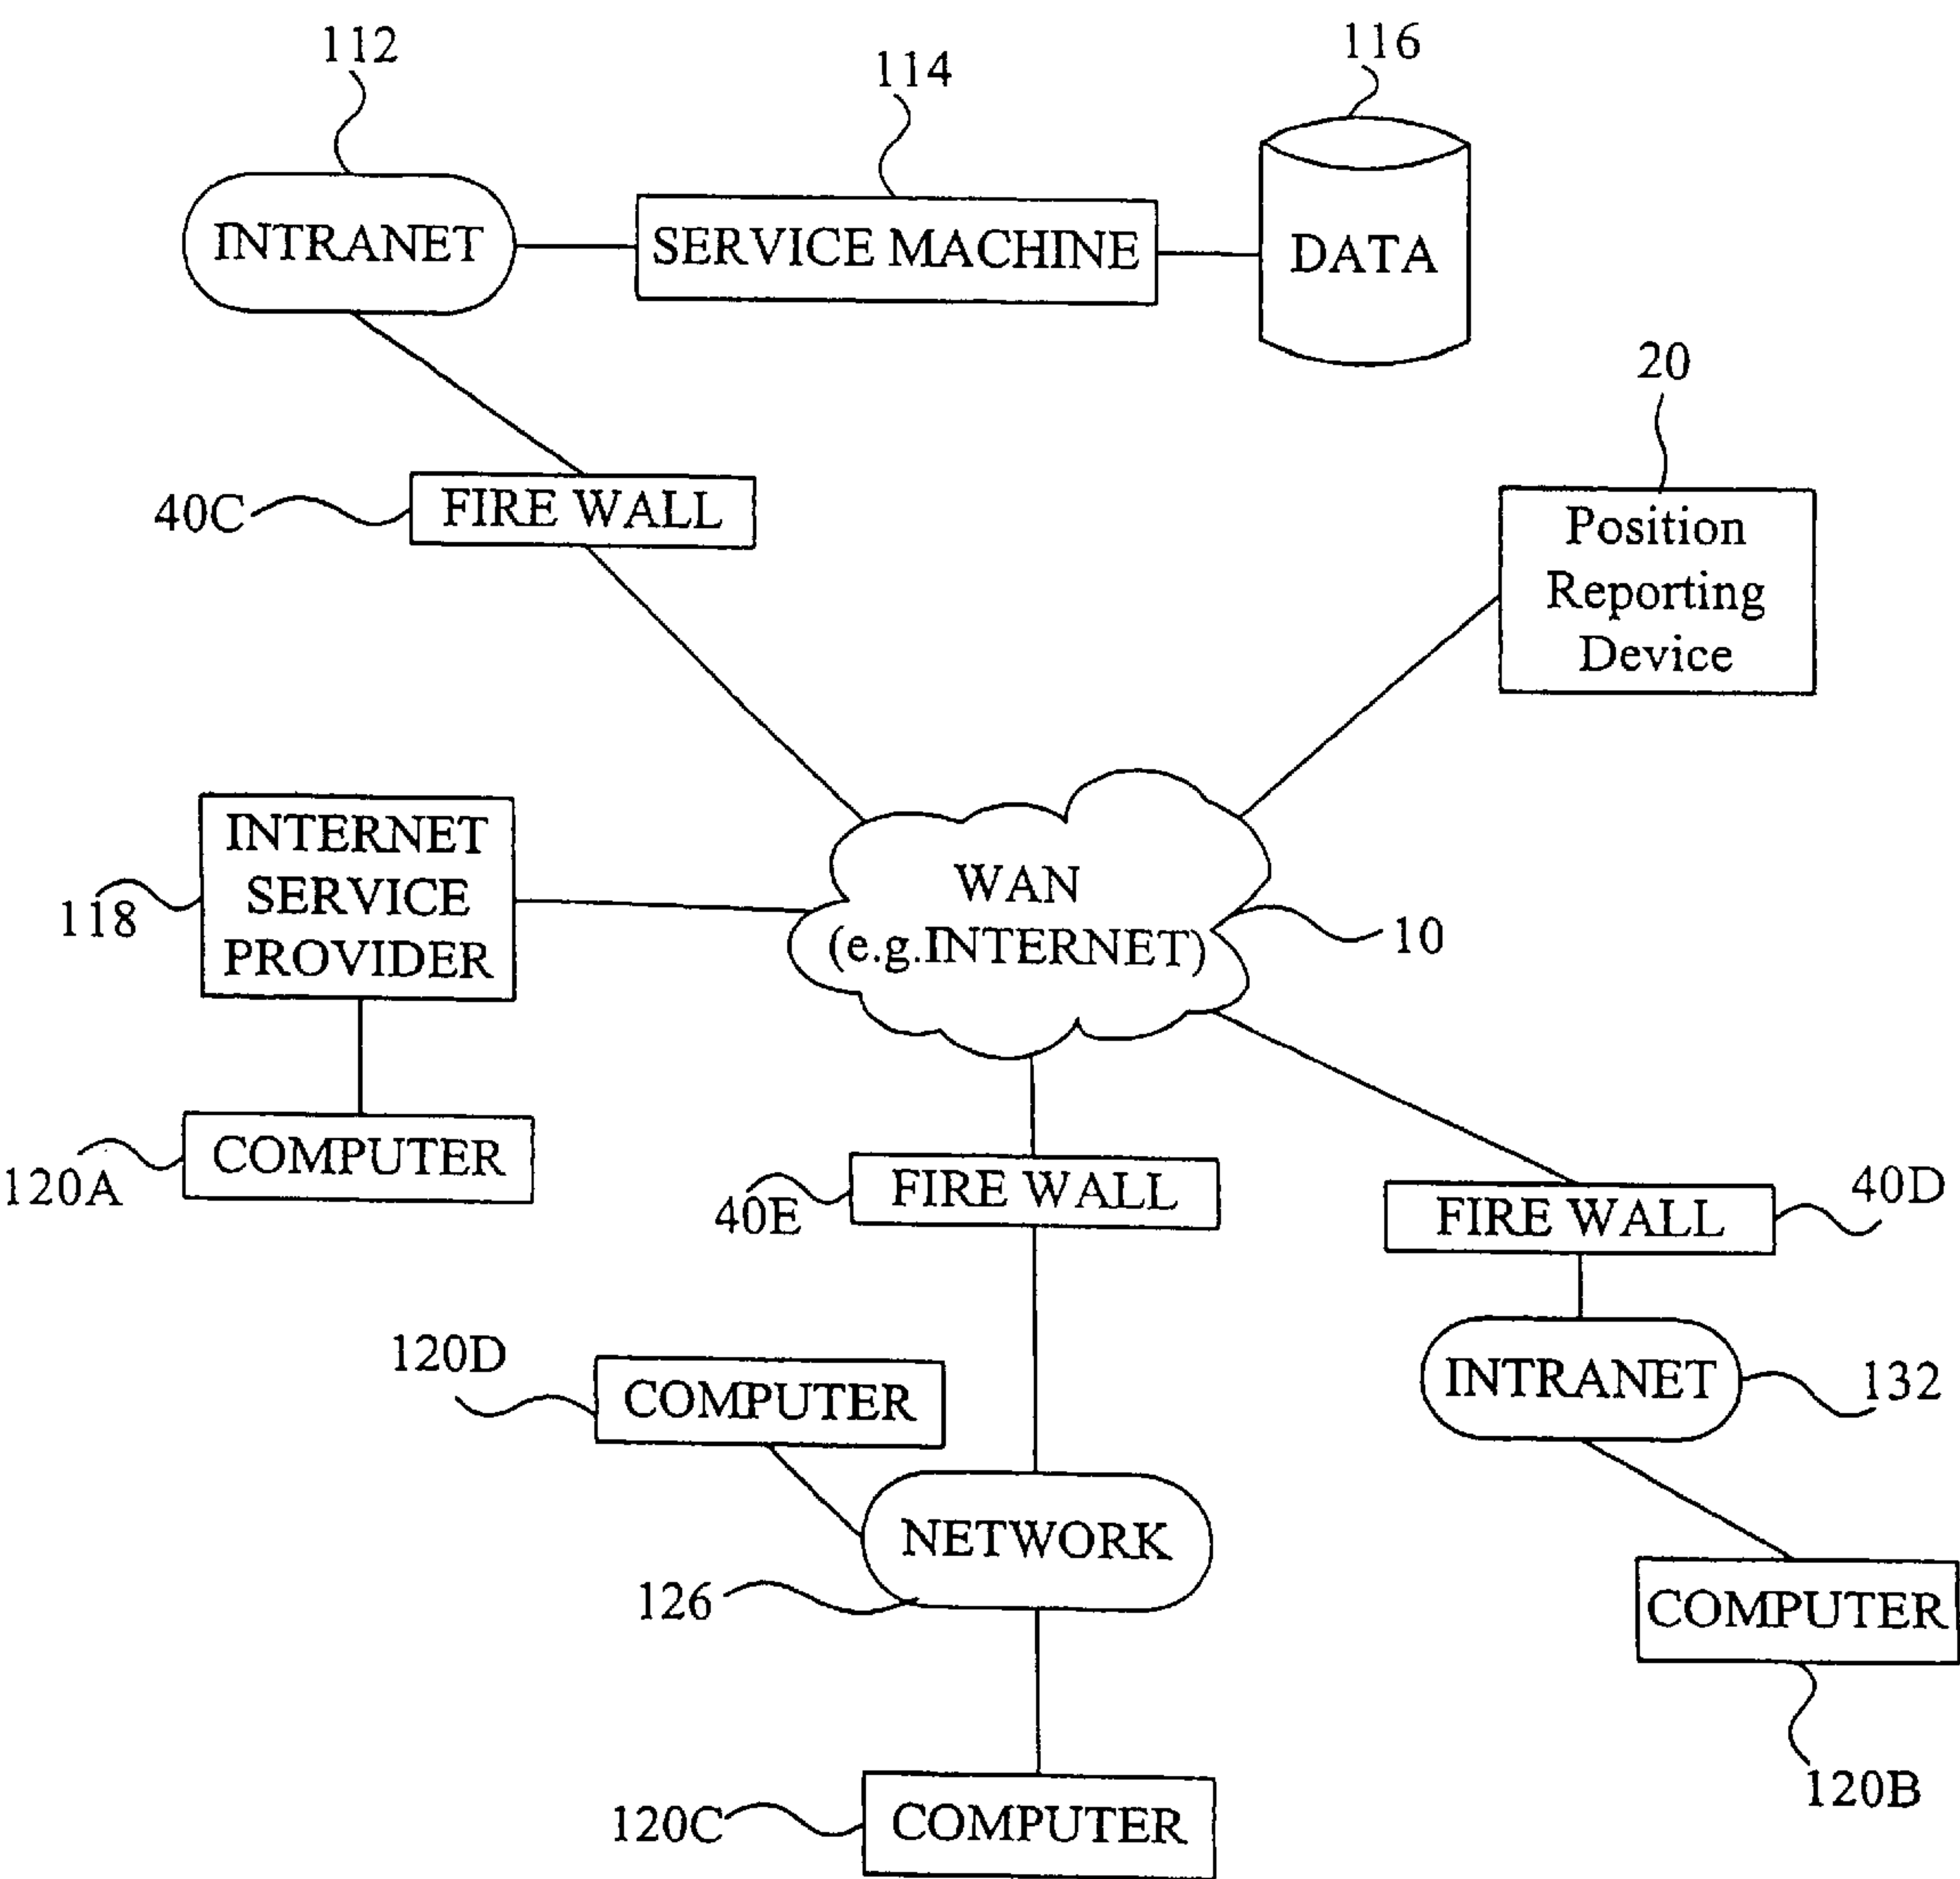 112
114
116
INTRANET
SERVICE MACHINE
DATA
20
40C
FIRE WALL
Position
Reporting
Device
118
INTERNET
SERVICE
PROVIDER
WAN
(e.g.INTERNET)
10
120A
COMPUTER
40E
FIRE WALL
40D
FIRE WALL
120D
COMPUTER
INTRANET
132
NETWORK
126
COMPUTER
120B
120C
COMPUTER